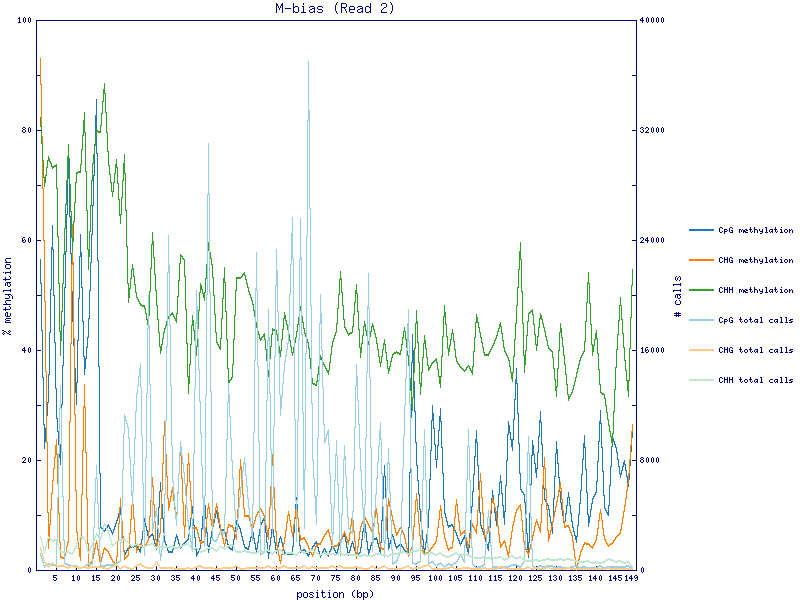 M-bias (Read 2)
100
80
60
40
20
0
% methylation
40000
32000
24000
16000
8000
0
# calls
5 10 15 20 25 30 35 40 45 50 55 60 65 70 75 80 85 90 95 100 105 110 115 120 125 130 135 140 145 149
position (bp)
CpG methylation
CHG methylation
CHH methylation
CpG total calls
CHG total calls
CHH total calls